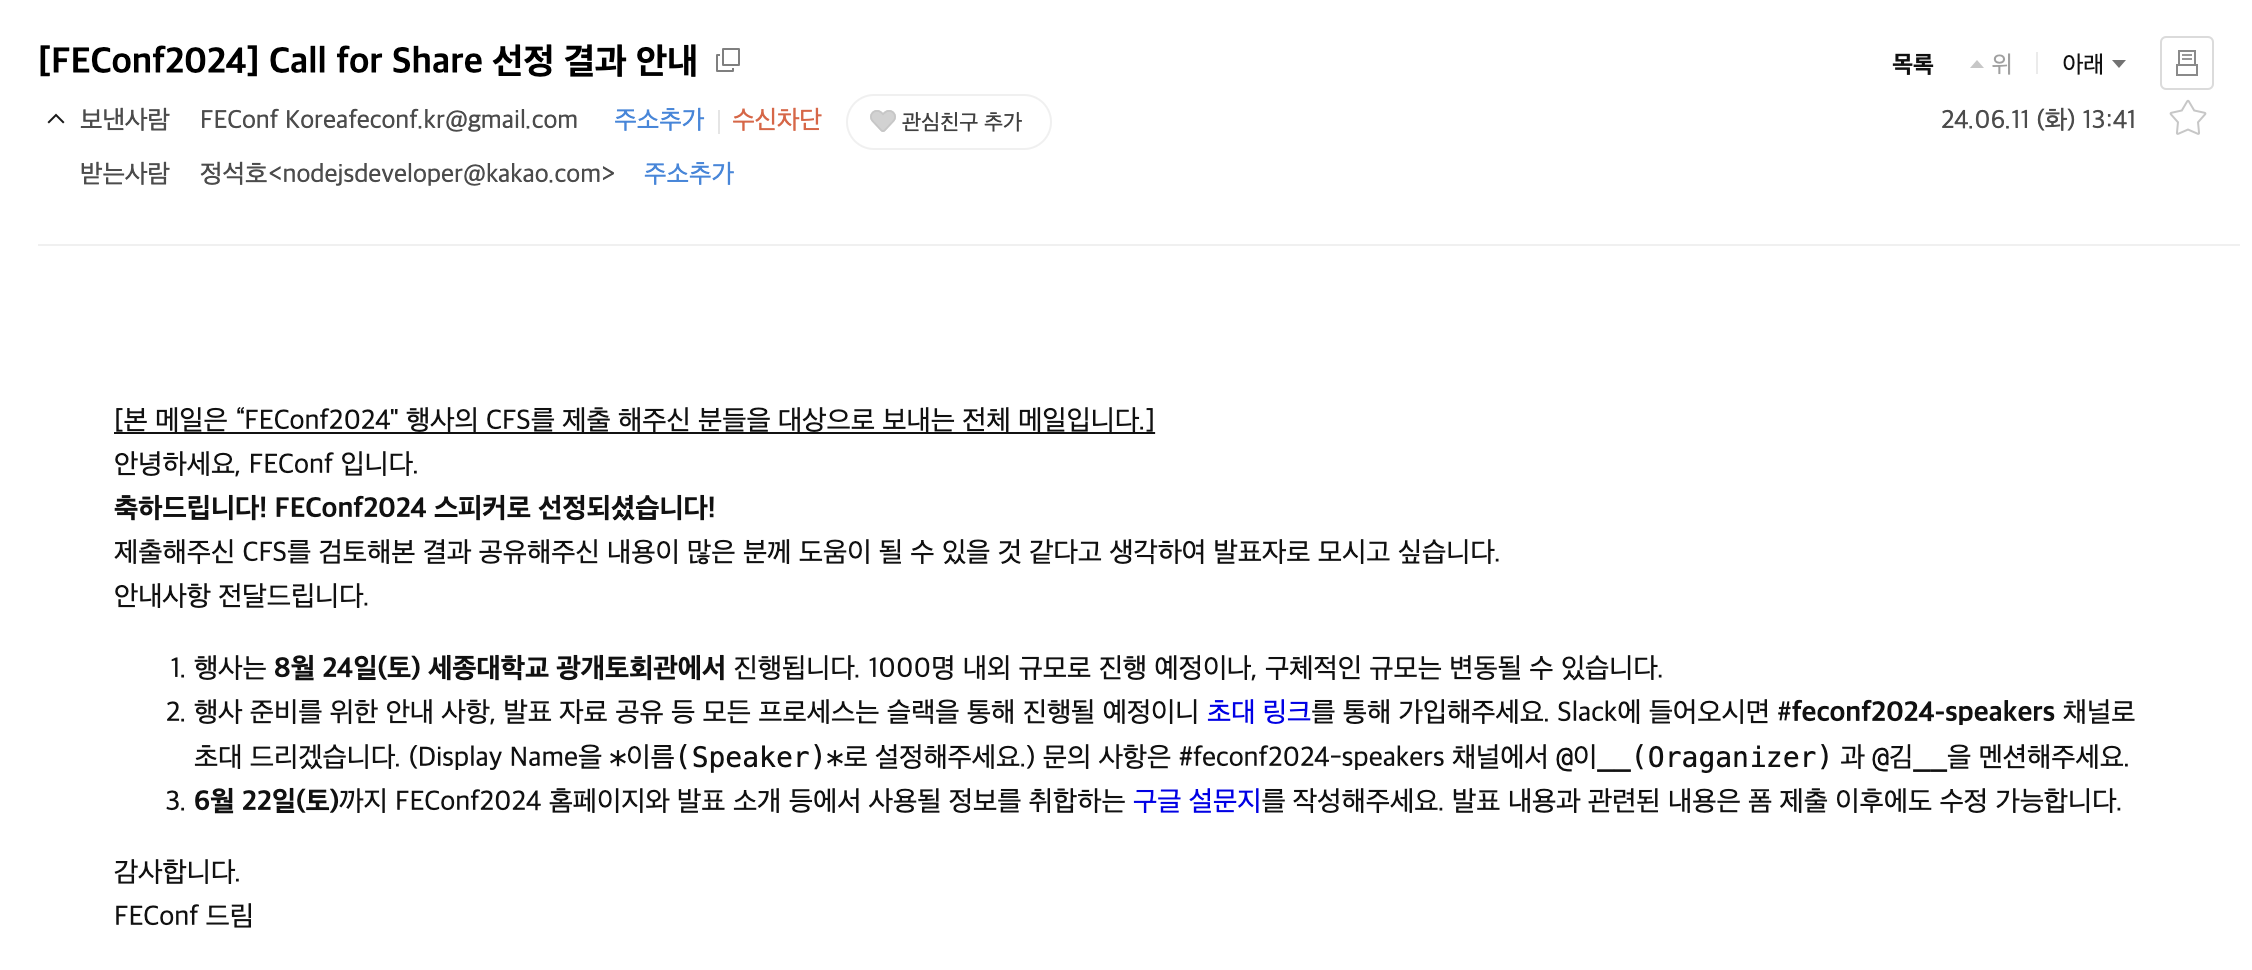 [FEConf2024] Call for Share 선정 결과 안내
목록 위 아래
보낸사람 FEConf Koreafeconf.kr@gmail.com 주소추가 수신차단 관심친구 추가
24.06.11 (화) 13:41
받는사람 정석호<nodejsdeveloper@kakao.com> 주소추가
[본 메일은 “FEConf2024" 행사의 CFS를 제출 해주신 분들을 대상으로 보내는 전체 메일입니다.]
안녕하세요, FEConf 입니다.
축하드립니다! FEConf2024 스피커로 선정되셨습니다!
제출해주신 CFS를 검토해본 결과 공유해주신 내용이 많은 분께 도움이 될 수 있을 것 같다고 생각하여 발표자로 모시고 싶습니다.
안내사항 전달드립니다.
1. 행사는 8월 24일(토) 세종대학교 광개토회관에서 진행됩니다. 1000명 내외 규모로 진행 예정이나, 구체적인 규모는 변동될 수 있습니다.
2. 행사 준비를 위한 안내 사항, 발표 자료 공유 등 모든 프로세스는 슬랙을 통해 진행될 예정이니 초대 링크를 통해 가입해주세요. Slack에 들어오시면 #feconf2024-speakers 채널로
초대 드리겠습니다. (Display Name을 *이름(Speaker)*로 설정해주세요.) 문의 사항은 #feconf2024-speakers 채널에서 @이__(Oraganizer) 과 @김__을 멘션해주세요.
3. 6월 22일(토)까지 FEConf2024 홈페이지와 발표 소개 등에서 사용될 정보를 취합하는 구글 설문지를 작성해주세요. 발표 내용과 관련된 내용은 폼 제출 이후에도 수정 가능합니다.
감사합니다.
FEConf 드림